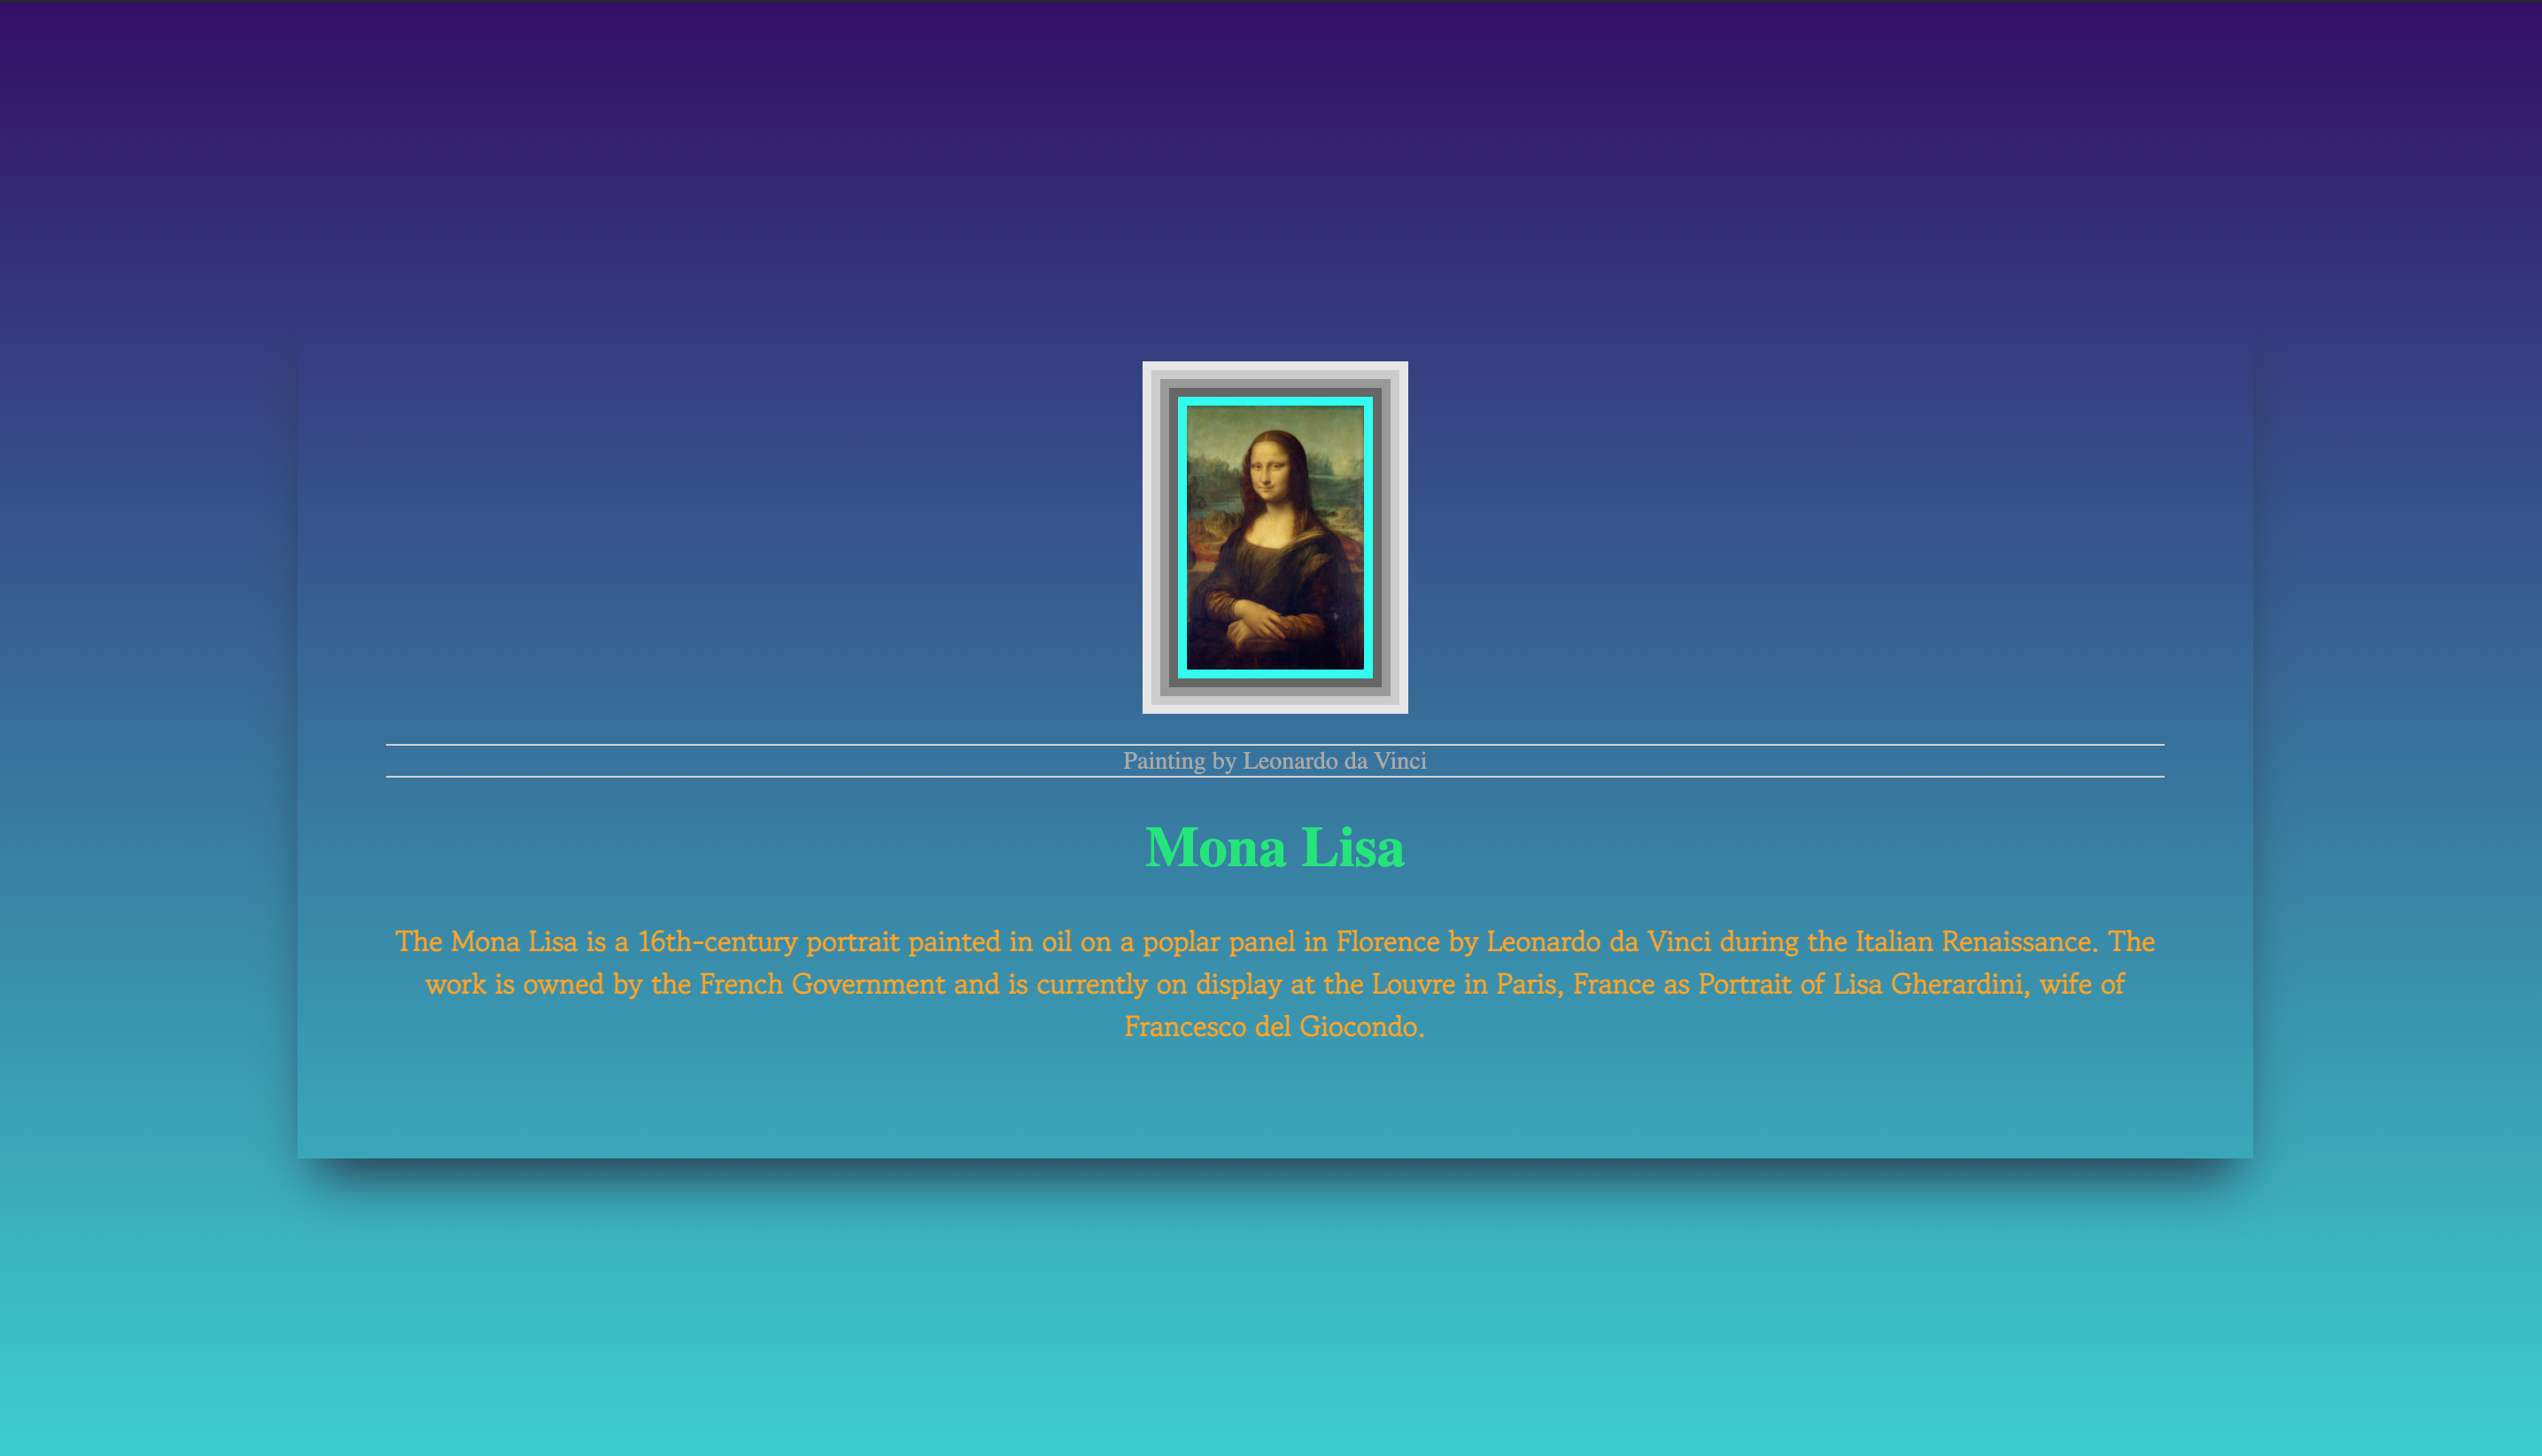 Painting by Leonardo da Vinci
Mona Lisa
The Mona Lisa is a 16th-century portrait painted in oil on a poplar panel in Florence by Leonardo da Vinci during the Italian Renaissance. The
work is owned by the French Government and is currently on display at the Louvre in Paris, France as Portrait of Lisa Gherardini, wife of
Francesco del Giocondo.